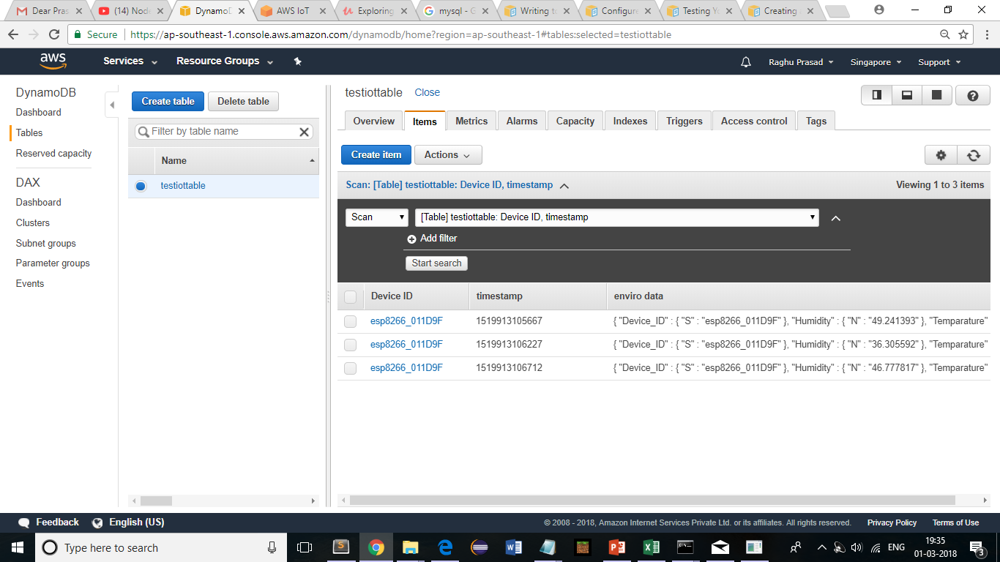 Dear Pras
(14) Node
DynamoD
AWS IoT
Exploring
mysql - G
Writing to
Configure
Testing Yo
Creating
Secure
https://ap-southeast-1.console.aws.amazon.com/dynamodb/home?region=ap-southeast-1#tables:selected=testiottable
aws
Services
Resource Groups
Raghu Prasad
Singapore
Support
DynamoDB
Dashboard
Tables
Reserved capacity
DAX
Dashboard
Clusters
Subnet groups
Parameter groups
Events
Create table
Delete table
Filter by table name
Name
testiottable
testiottable Close
Overview Items Metrics Alarms Capacity Indexes Triggers Access control Tags
Create item Actions
Scan: [Table] testiottable: Device ID, timestamp
Viewing 1 to 3 items
Scan [Table] testiottable: Device ID, timestamp
Add filter
Start search
Device ID timestamp enviro data
esp8266_011D9F 1519913105667 { "Device_ID" : { "S" : "esp8266_011D9F" }, "Humidity" : { "N" : "49.241393" }, "Temparature"
esp8266_011D9F 1519913106227 { "Device_ID" : { "S" : "esp8266_011D9F" }, "Humidity" : { "N" : "36.305592" }, "Temparature"
esp8266_011D9F 1519913106712 { "Device_ID" : { "S" : "esp8266_011D9F" }, "Humidity" : { "N" : "46.777817" }, "Temparature"
Feedback English (US)
© 2008 - 2018, Amazon Internet Services Private Ltd. or its affiliates. All rights reserved. Privacy Policy Terms of Use
Type here to search
ENG
19:35
01-03-2018
3